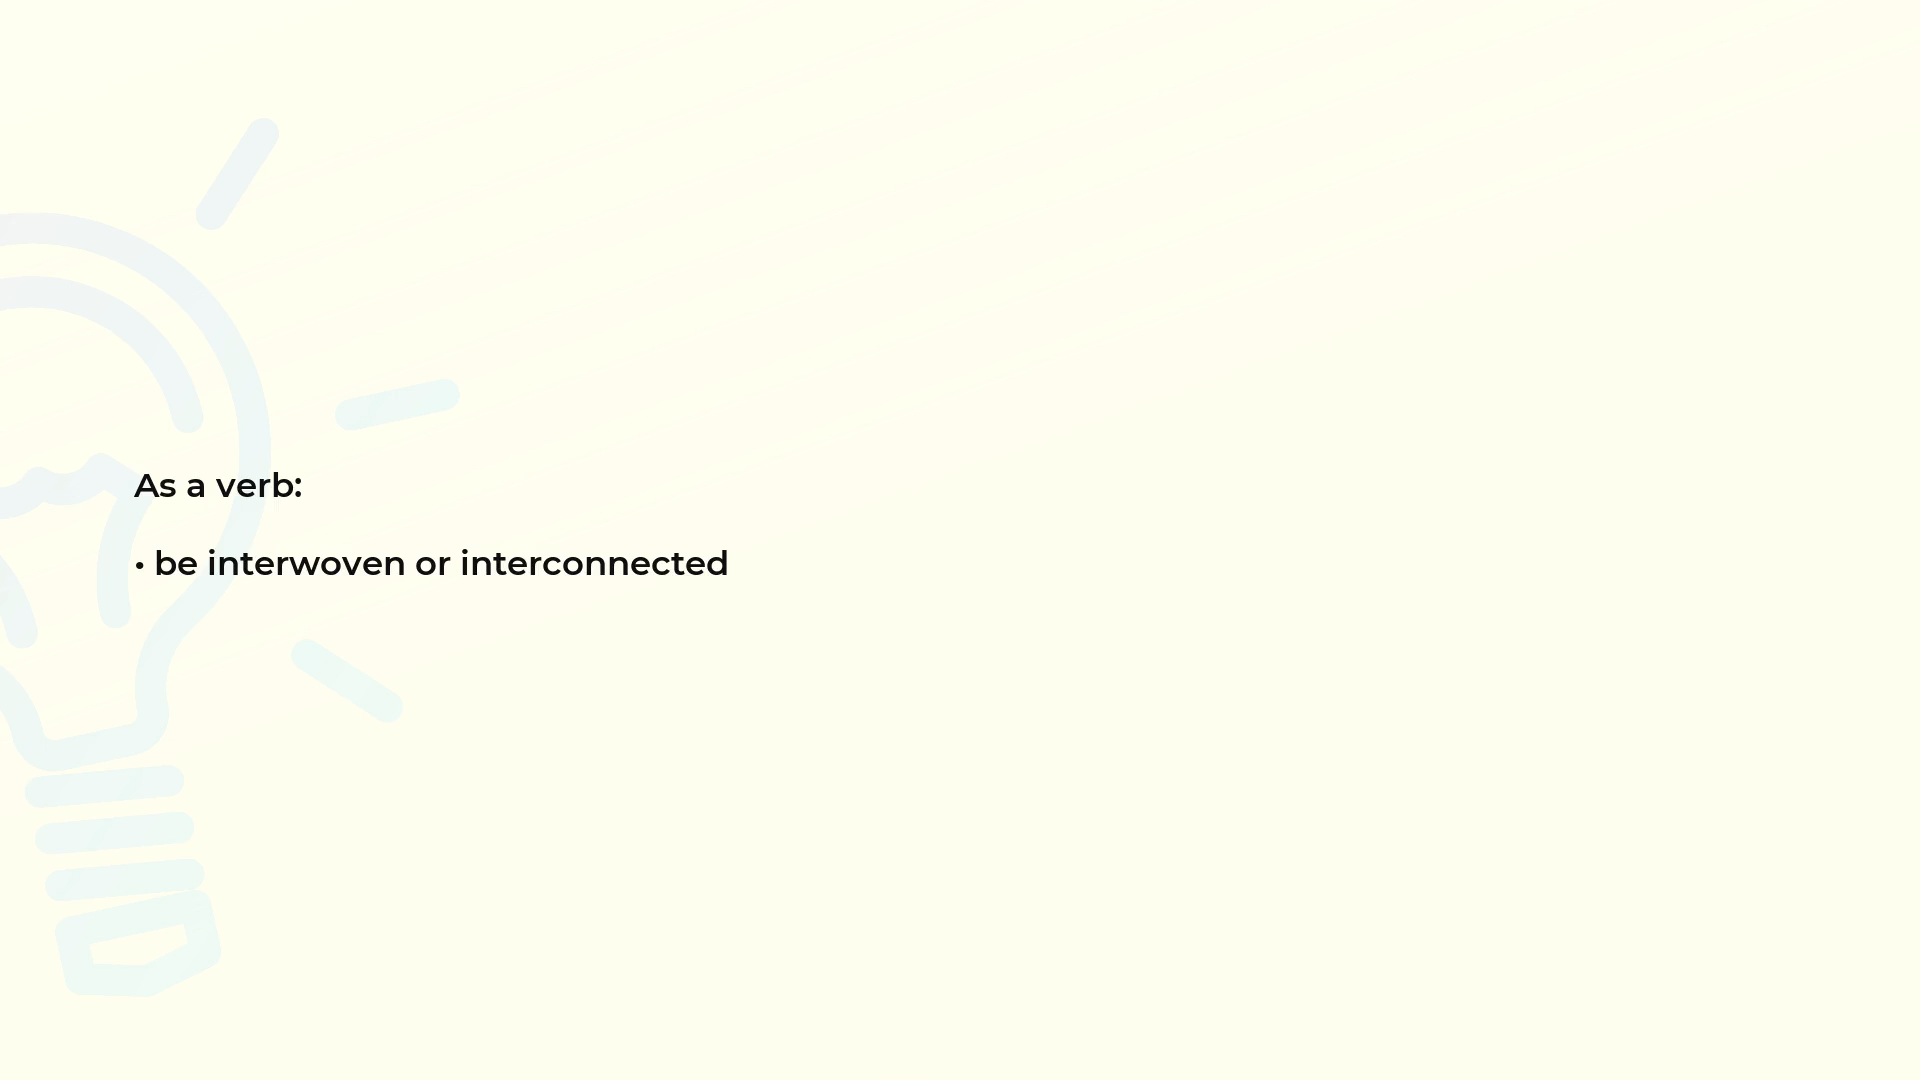 As a verb:
• be interwoven or interconnected